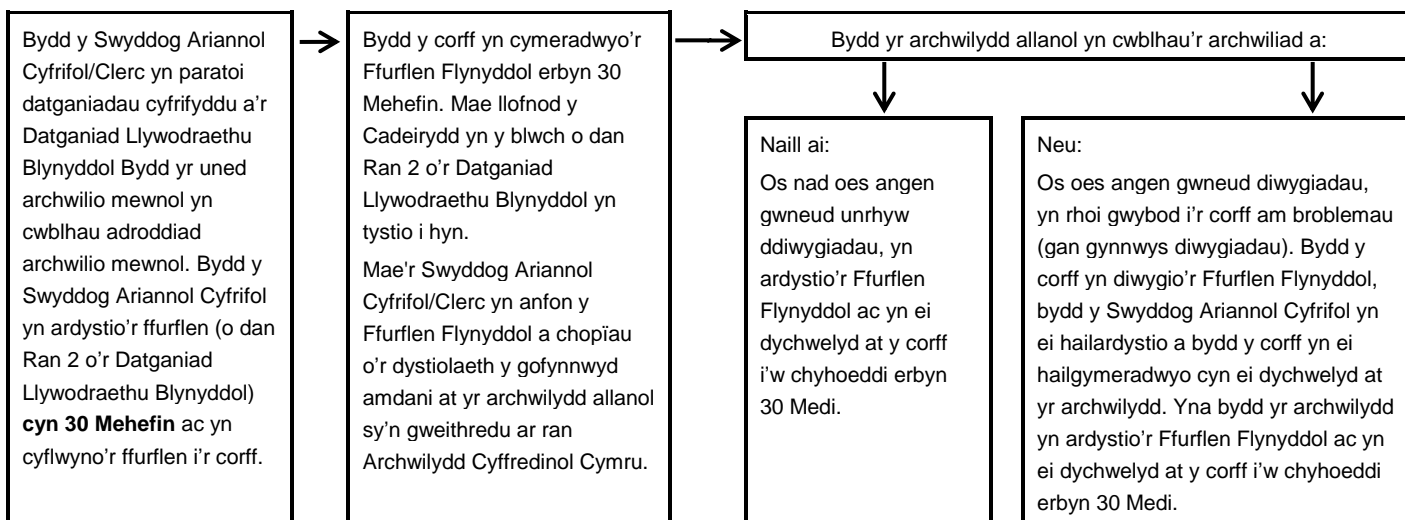 Bydd y Swyddog Ariannol
Cyfrifol/Clerc yn paratoi
datganiadau cyfrifyddu a'r
Datganiad Llywodraethu
Blynyddol Bydd yr uned
archwilio mewnol yn
cwblhau adroddiad
archwilio mewnol. Bydd y
Swyddog Ariannol Cyfrifol
yn ardystio'r ffurflen (o dan
Ran 2 o'r Datganiad
Llywodraethu Blynyddol)
cyn 30 Mehefin ac yn
cyflwyno'r ffurflen i'r corff.
Bydd y corff yn cymeradwyo'r
Ffurflen Flynyddol erbyn 30
Mehefin. Mae llofnod y
Cadeirydd yn y blwch o dan
Ran 2 o'r Datganiad
Llywodraethu Blynyddol yn
tystio i hyn.
Mae'r Swyddog Ariannol
Cyfrifol/Clerc yn anfon y
Ffurflen Flynyddol a chopïau
o'r dystiolaeth y gofynnwyd
amdani at yr archwilydd allanol
sy'n gweithredu ar ran
Archwilydd Cyffredinol Cymru.
Bydd yr archwilydd allanol yn cwblhau'r archwiliad a:
Naill ai:
Os nad oes angen
gwneud unrhyw
ddiwygiadau, yn
ardystio'r Ffurflen
Flynyddol ac yn ei
dychwelyd at y corff
i'w chyhoeddi erbyn
30 Medi.
Neu:
Os oes angen gwneud diwygiadau,
yn rhoi gwybod i'r corff am broblemau
(gan gynnwys diwygiadau). Bydd y
corff yn diwygio'r Ffurflen Flynyddol,
bydd y Swyddog Ariannol Cyfrifol yn
ei hailardystio a bydd y corff yn ei
hailgymeradwyo cyn ei dychwelyd at
yr archwilydd. Yna bydd yr archwilydd
yn ardystio'r Ffurflen Flynyddol ac yn
ei dychwelyd at y corff i'w chyhoeddi
erbyn 30 Medi.